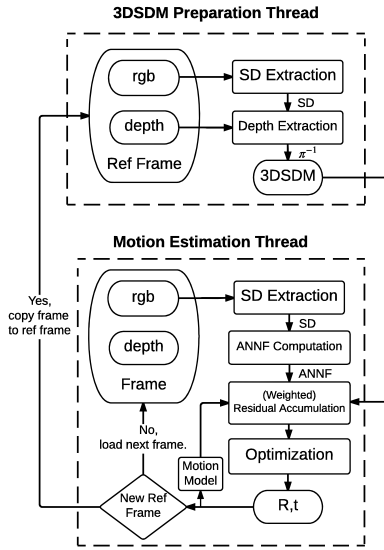 3DSDM Preparation Thread
rgb
SD Extraction
SD
depth
Depth Extraction
Ref Frame
π⁻¹
3DSDM
Motion Estimation Thread
rgb
SD Extraction
SD
Yes,
copy frame
to ref frame
depth
ANNF Computation
ANNF
Frame
(Weighted)
Residual Accumulation
No,
load next frame.
Optimization
Motion
Model
New Ref
Frame
R,t